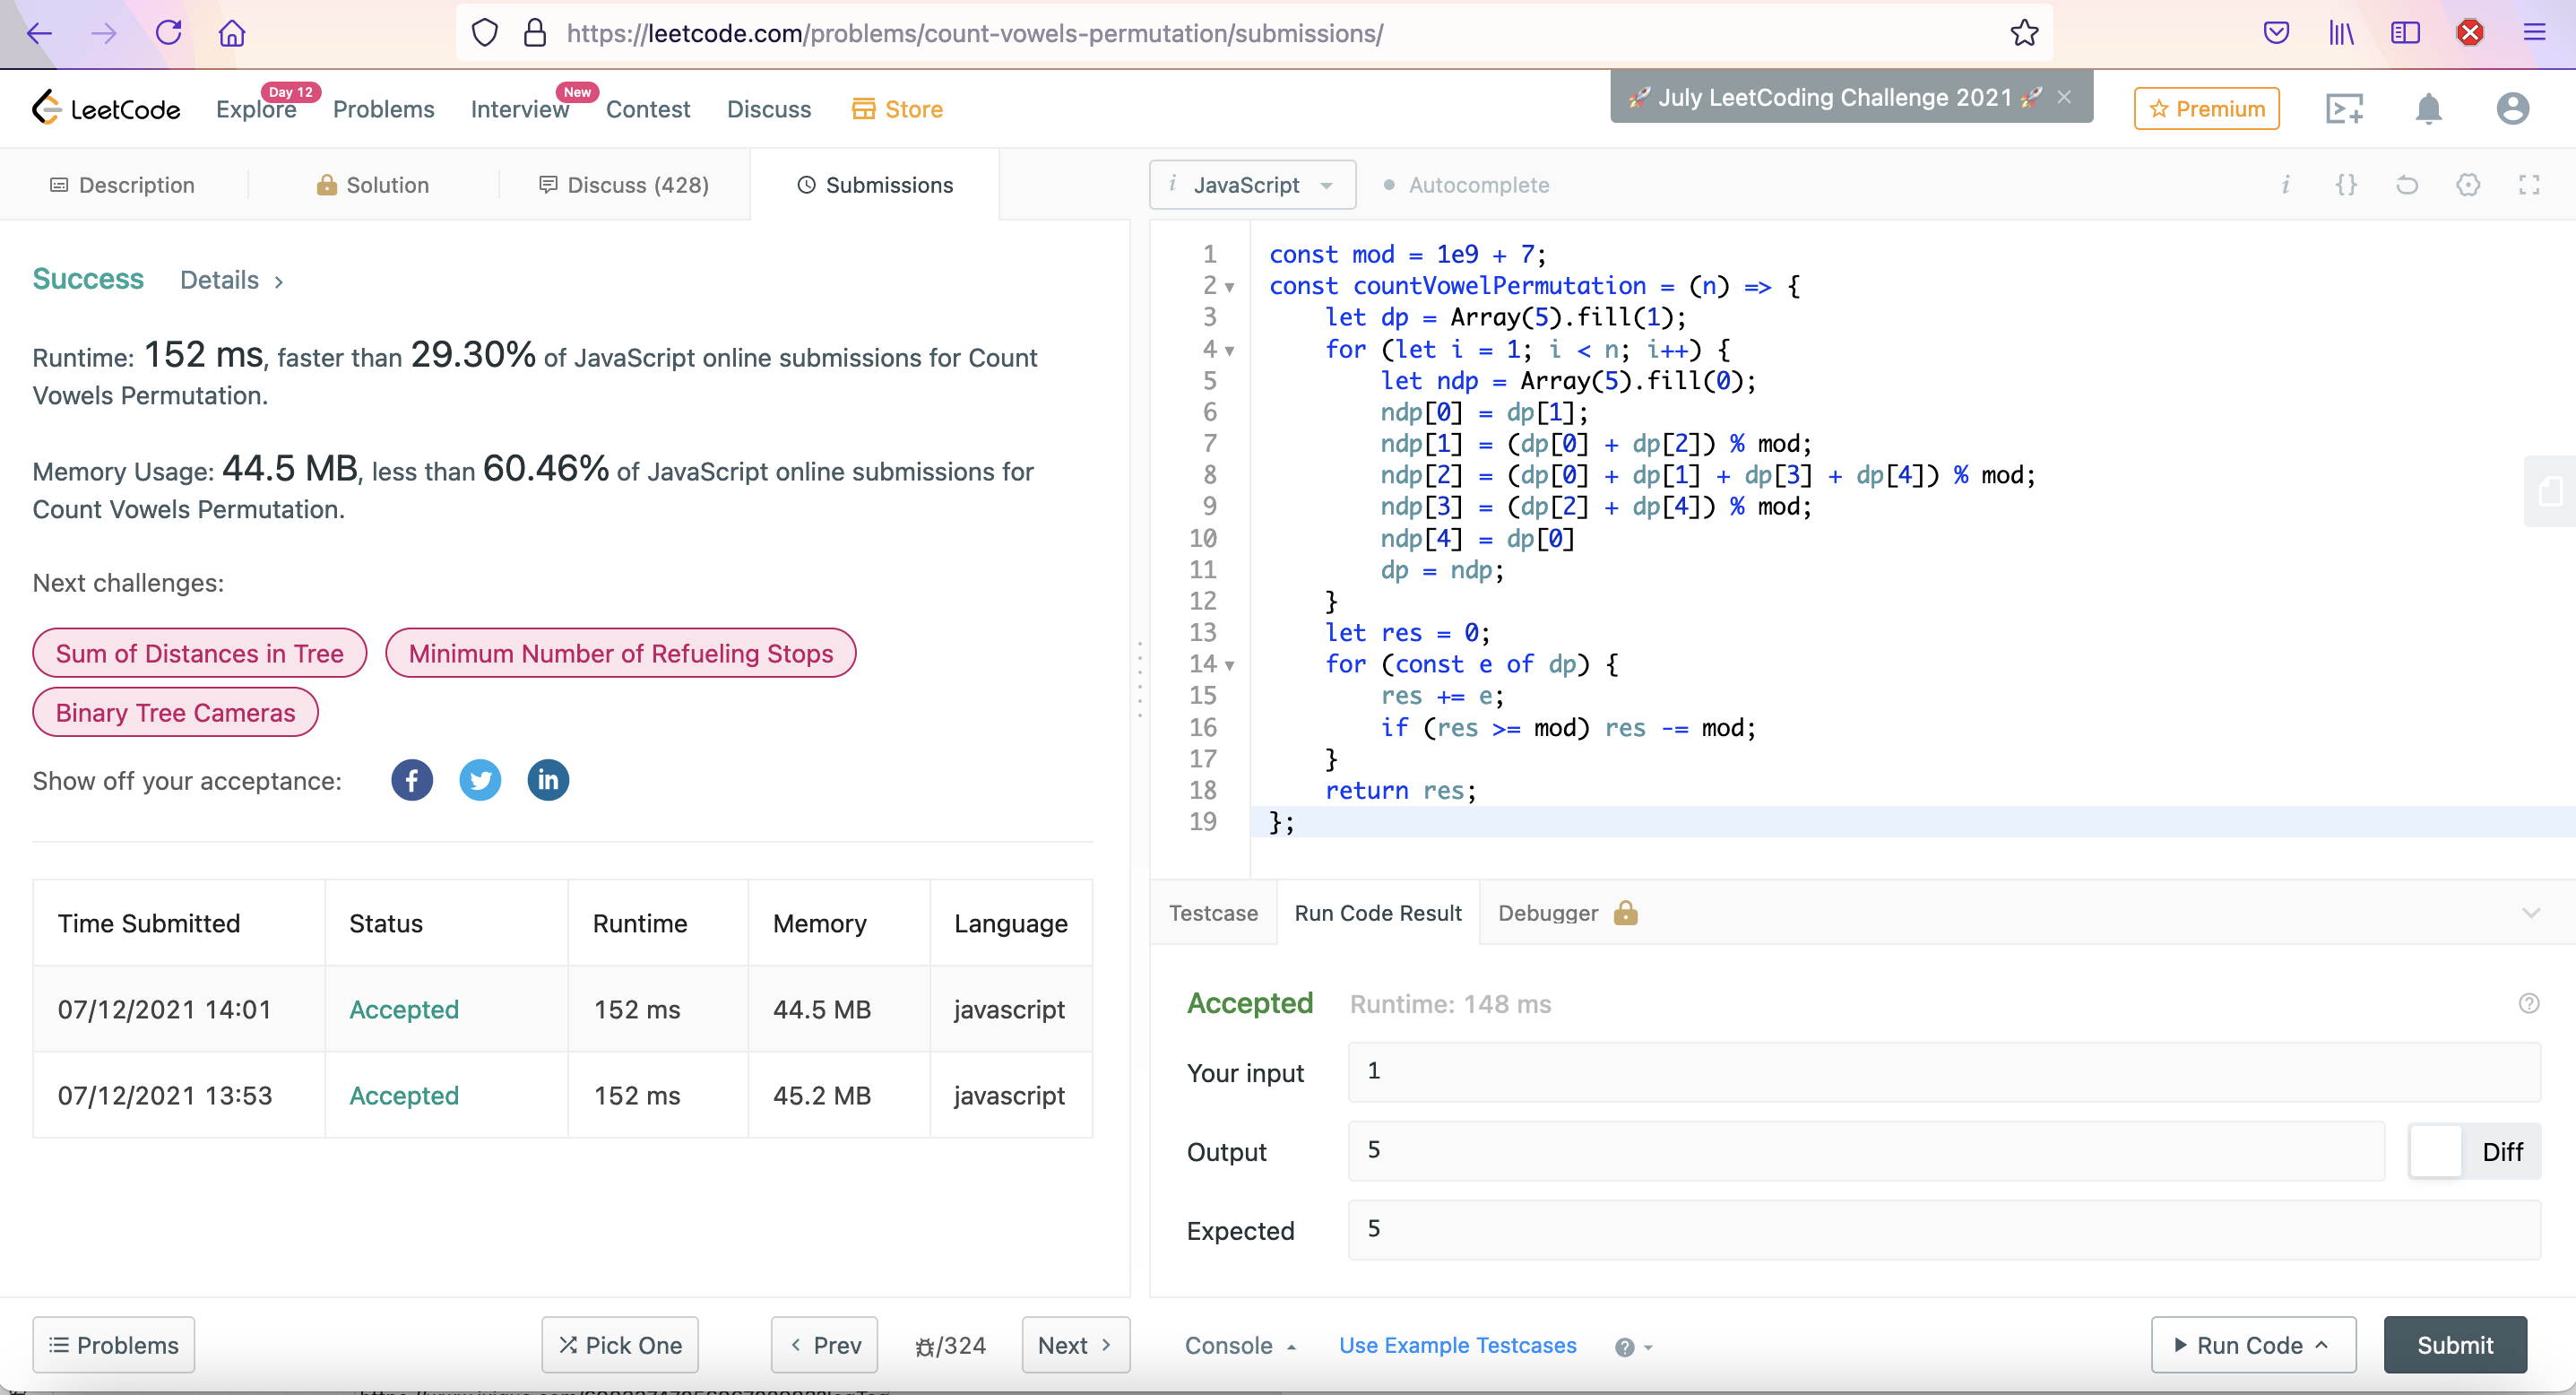 https://leetcode.com/problems/count-vowels-permutation/submissions/
LeetCode
Explore
Day 12
Problems
Interview
New
Contest
Discuss
Store
🚀 July LeetCoding Challenge 2021 🚀 ×
Premium
Description
Solution
Discuss (428)
Submissions
i JavaScript
Autocomplete
Success Details >
Runtime: 152 ms, faster than 29.30% of JavaScript online submissions for Count
Vowels Permutation.
Memory Usage: 44.5 MB, less than 60.46% of JavaScript online submissions for
Count Vowels Permutation.
Next challenges:
Sum of Distances in Tree
Minimum Number of Refueling Stops
Binary Tree Cameras
Show off your acceptance:
Time Submitted Status Runtime Memory Language
07/12/2021 14:01 Accepted 152 ms 44.5 MB javascript
07/12/2021 13:53 Accepted 152 ms 45.2 MB javascript
1 const mod = 1e9 + 7;
2 const countVowelPermutation = (n) => {
3 let dp = Array(5).fill(1);
4 for (let i = 1; i < n; i++) {
5 let ndp = Array(5).fill(0);
6 ndp[0] = dp[1];
7 ndp[1] = (dp[0] + dp[2]) % mod;
8 ndp[2] = (dp[0] + dp[1] + dp[3] + dp[4]) % mod;
9 ndp[3] = (dp[2] + dp[4]) % mod;
10 ndp[4] = dp[0]
11 dp = ndp;
12 }
13 let res = 0;
14 for (const e of dp) {
15 res += e;
16 if (res >= mod) res -= mod;
17 }
18 return res;
19 };
Testcase
Run Code Result
Debugger
Accepted Runtime: 148 ms
Your input 1
Output 5
Diff
Expected 5
Problems
Pick One
Prev
/324
Next
Console
Use Example Testcases
Run Code
Submit